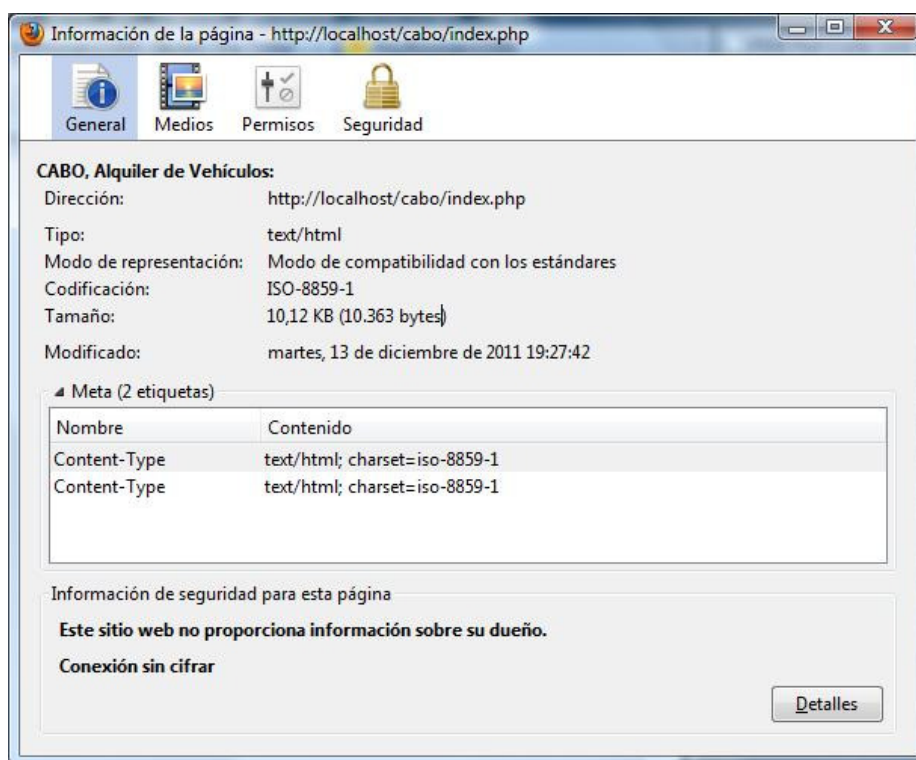 Información de la página - http://localhost/cabo/index.php
General Medios Permisos Seguridad
CABO, Alquiler de Vehículos:
Dirección: http://localhost/cabo/index.php
Tipo: text/html
Modo de representación: Modo de compatibilidad con los estándares
Codificación: ISO-8859-1
Tamaño: 10,12 KB (10.363 bytes)
Modificado: martes, 13 de diciembre de 2011 19:27:42
Meta (2 etiquetas)
Nombre Contenido
Content-Type text/html; charset=iso-8859-1
Content-Type text/html; charset=iso-8859-1
Información de seguridad para esta página
Este sitio web no proporciona información sobre su dueño.
Conexión sin cifrar
Detalles